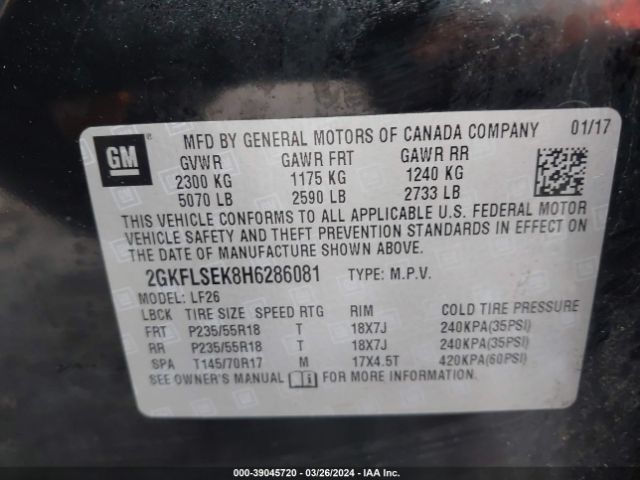 GM ®
MFD BY GENERAL MOTORS OF CANADA COMPANY 01/17
GVWR GAWR FRT GAWR RR
2300 KG 1175 KG 1240 KG
5070 LB 2590 LB 2733 LB
THIS VEHICLE CONFORMS TO ALL APPLICABLE U.S. FEDERAL MOTOR
VEHICLE SAFETY AND THEFT PREVENTION STANDARDS IN EFFECT ON
THE DATE OF MANUFACTURE SHOWN ABOVE.
2GKFLSEK8H6286081 TYPE: M.P.V.
MODEL: LF26
LBCK TIRE SIZE SPEED RTG RIM COLD TIRE PRESSURE
FRT P235/55R18 T 18X7J 240KPA(35PSI)
RR P235/55R18 T 18X7J 240KPA(35PSI)
SPA T145/70R17 M 17X4.5T 420KPA(60PSI)
SEE OWNER'S MANUAL FOR MORE INFORMATION.
000-39045720 - 03/26/2024 - IAA Inc.